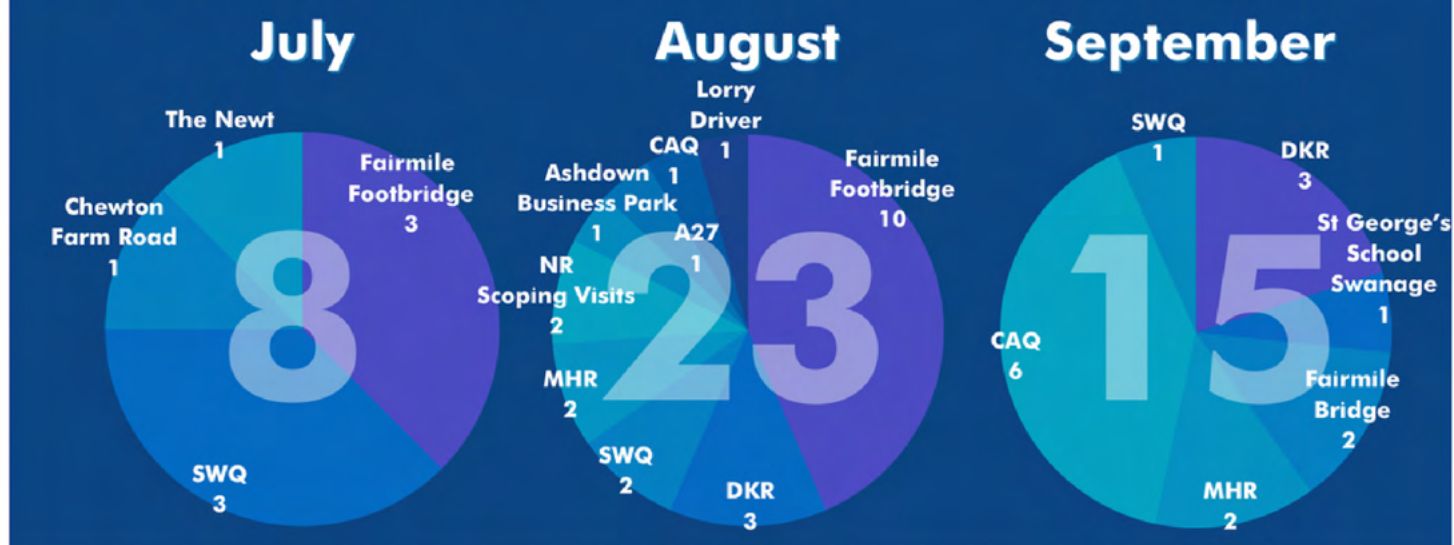 July
The Newt
1
Fairmile
Footbridge
3
Chewton
Farm Road
1
8
SWQ
3
August
Lorry
Driver
1
CAQ
1
Ashdown
Business Park
1
A27
1
NR
Scoping Visits
2
MHR
2
SWQ
2
DKR
3
Fairmile
Footbridge
10
23
September
SWQ
1
DKR
3
St George's
School
Swanage
1
CAQ
6
Fairmile
Bridge
2
MHR
2
15